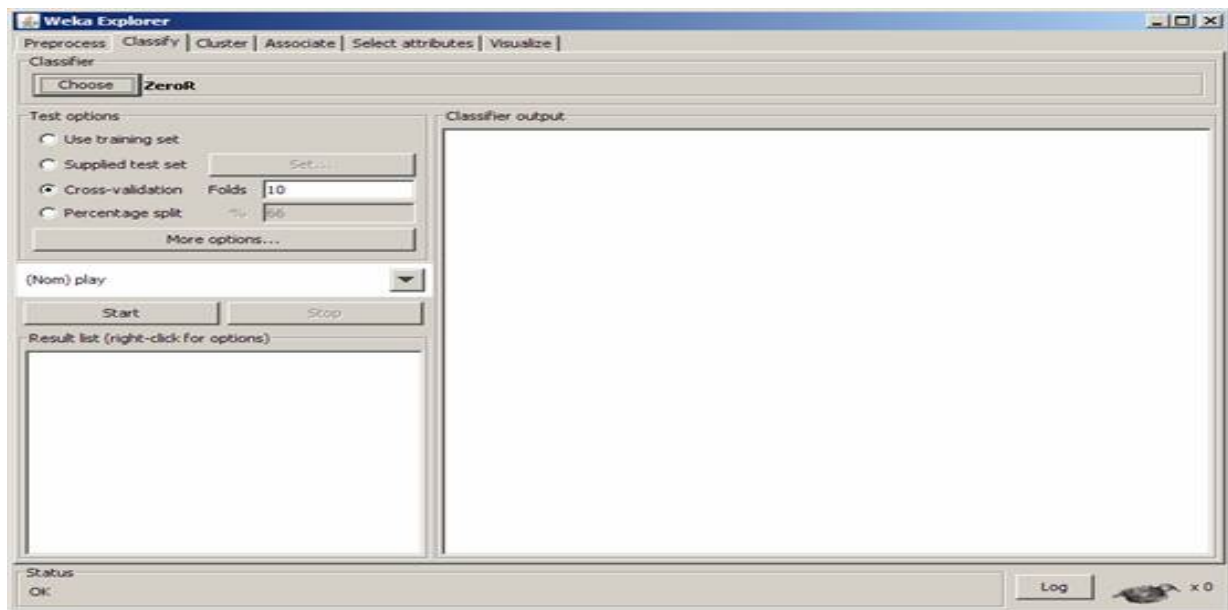 Weka Explorer
Preprocess Classify Cluster Associate Select attributes Visualize
Classifier
Choose ZeroR
Test options
Use training set
Supplied test set Set...
Cross-validation Folds 10
Percentage split % 66
More options...
(Nom) play
Start Stop
Result list (right-click for options)
Classifier output
Status
OK
Log x 0